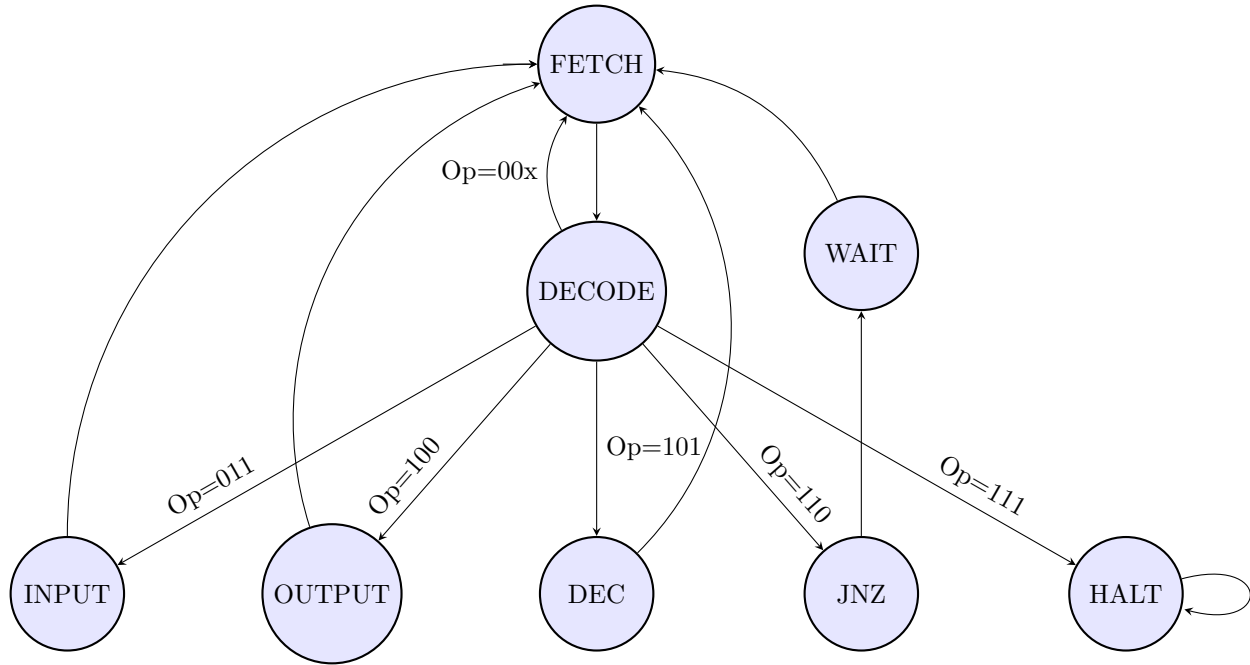 FETCH
Op=00x
WAIT
DECODE
Op=011
Op=100
Op=101
Op=110
Op=111
INPUT
OUTPUT
DEC
JNZ
HALT